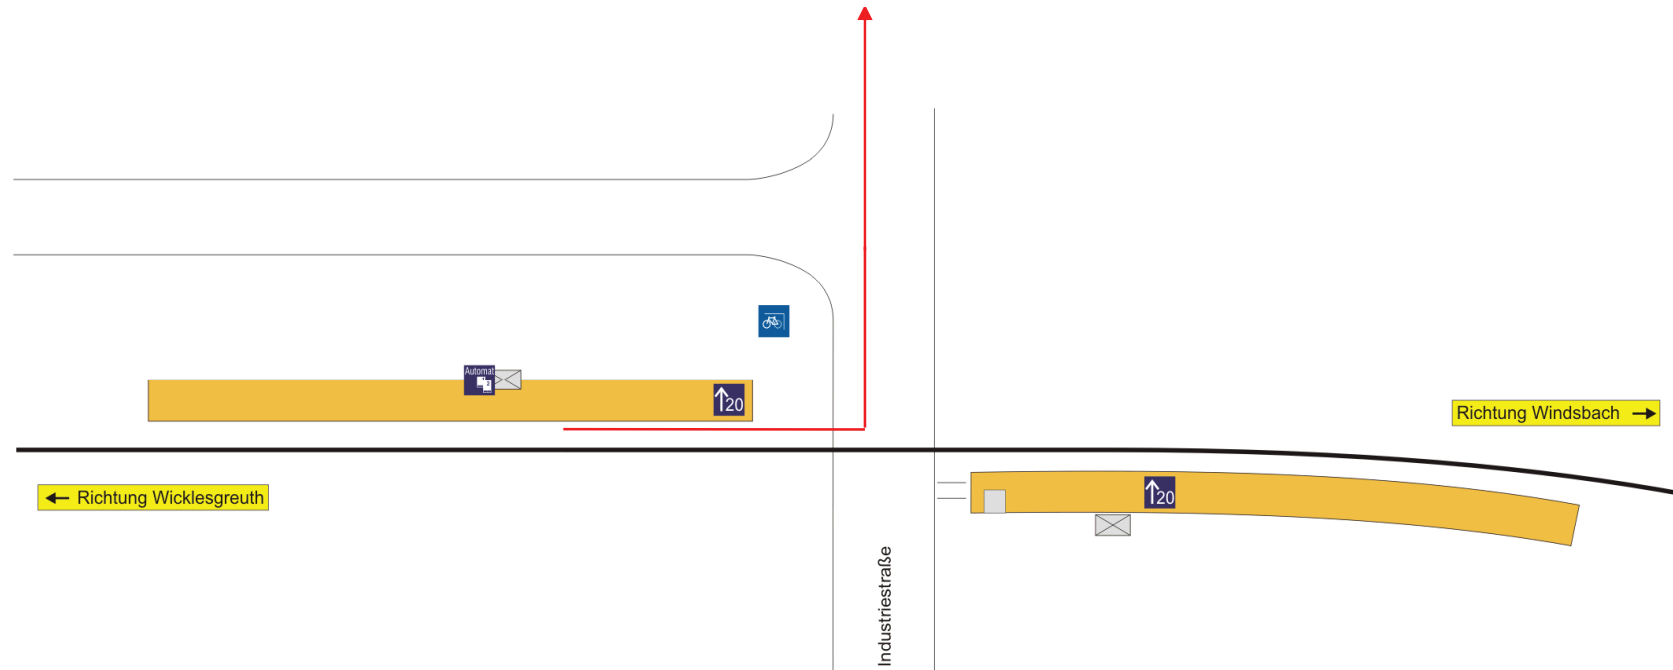 Automat
20
Richtung Windsbach
Richtung Wicklesgreuth
20
Industriestraße